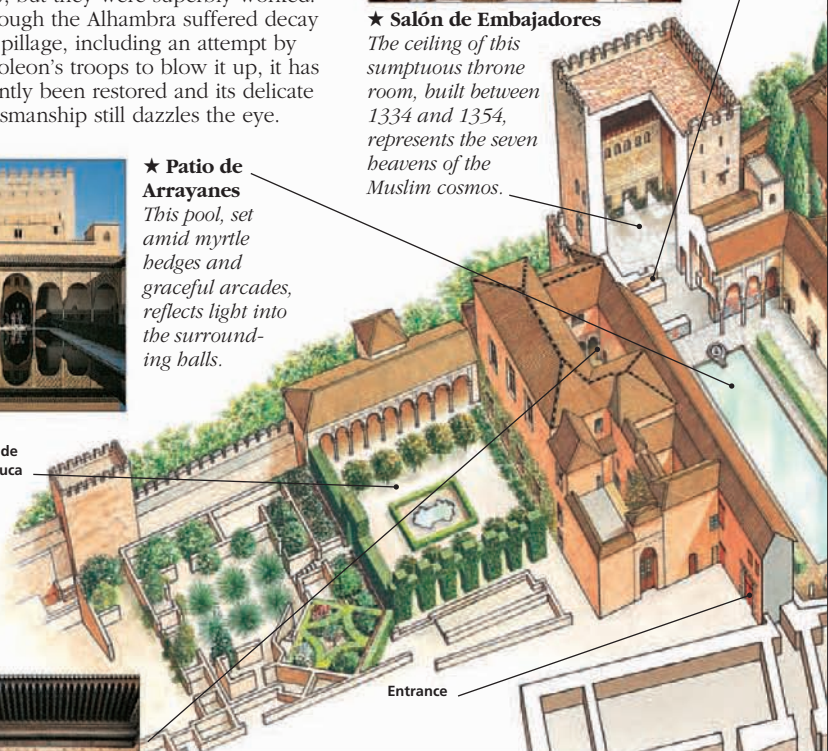 but they were superbly worked.
ough the Alhambra suffered decay
pillage, including an attempt by
oleon's troops to blow it up, it has
ntly been restored and its delicate
smanship still dazzles the eye.
★ Patio de
Arrayanes
This pool, set
amid myrtle
hedges and
graceful arcades,
reflects light into
the surround-
ing halls.
★ Salón de Embajadores
The ceiling of this
sumptuous throne
room, built between
1334 and 1354,
represents the seven
heavens of the
Muslim cosmos.
de
uca
Entrance